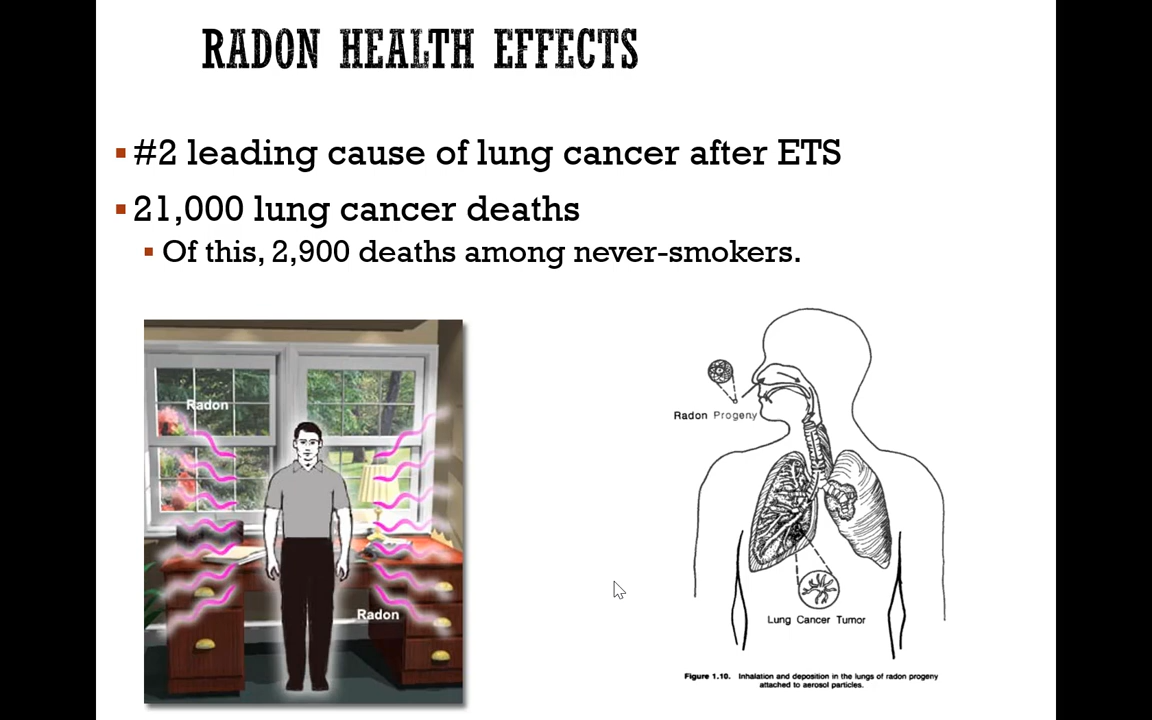 RADON HEALTH EFFECTS
#2 leading cause of lung cancer after ETS
21,000 lung cancer deaths
Of this, 2,900 deaths among never-smokers.
Radon
Radon
Radon Progeny
Lung Cancer Tumor
Figure 1.10. Inhalation and deposition in the lungs of radon progeny
attached to aerosol particles.